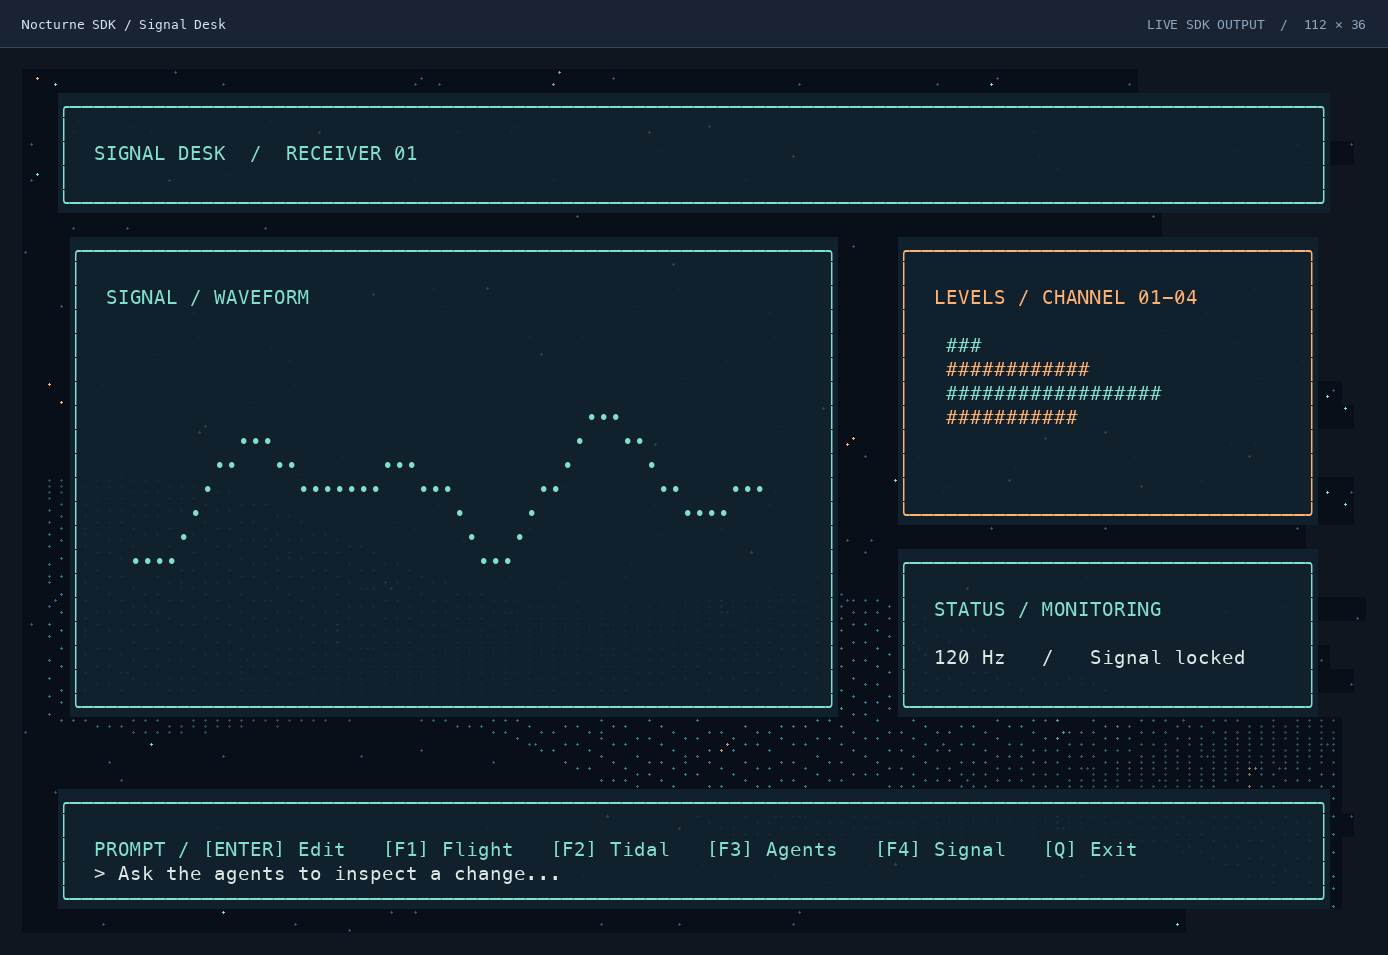 Nocturne SDK / Signal Desk
LIVE SDK OUTPUT / 112 × 36
SIGNAL DESK / RECEIVER 01
SIGNAL / WAVEFORM
LEVELS / CHANNEL 01–04
###
############
##################
###########
STATUS / MONITORING
120 Hz / Signal locked
PROMPT / [ENTER] Edit [F1] Flight [F2] Tidal [F3] Agents [F4] Signal [Q] Exit
> Ask the agents to inspect a change...